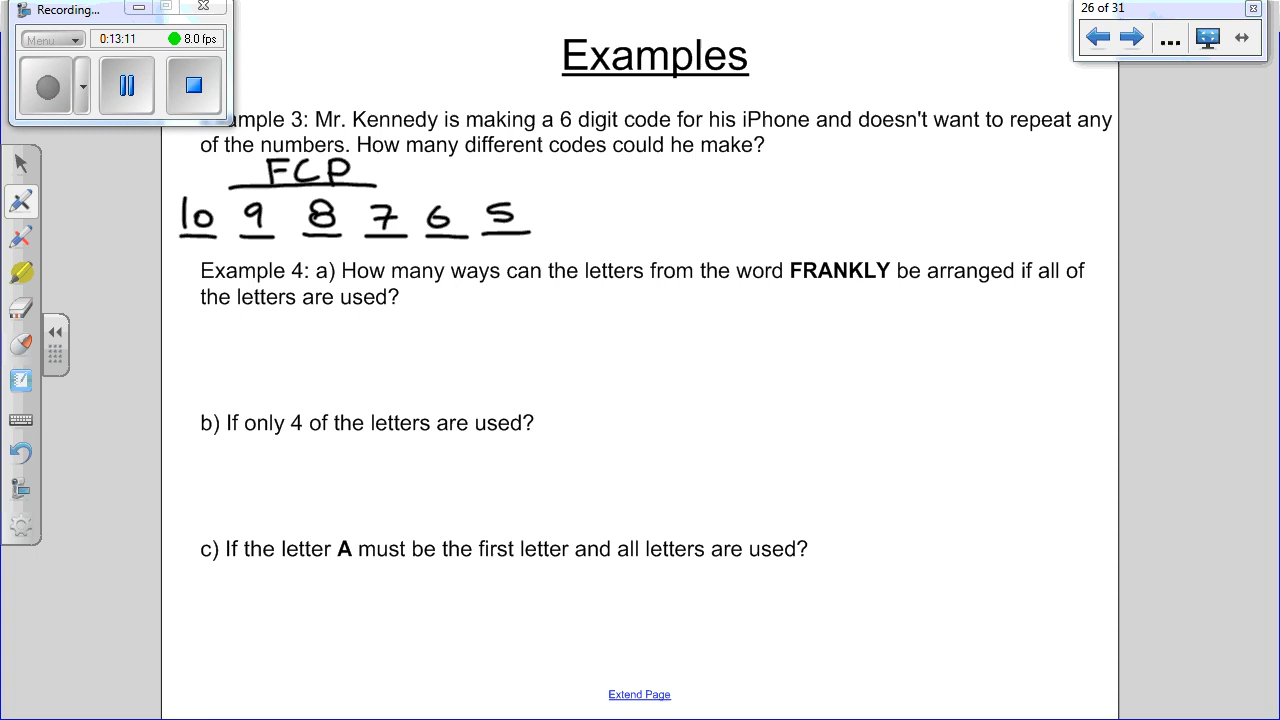 Recording...
26 of 31
Menu
0:13:11
8.0 fps
Examples
ample 3: Mr. Kennedy is making a 6 digit code for his iPhone and doesn't want to repeat any
of the numbers. How many different codes could he make?
FCP
10 9 8 7 6 5
Example 4: a) How many ways can the letters from the word FRANKLY be arranged if all of
the letters are used?
b) If only 4 of the letters are used?
c) If the letter A must be the first letter and all letters are used?
Extend Page